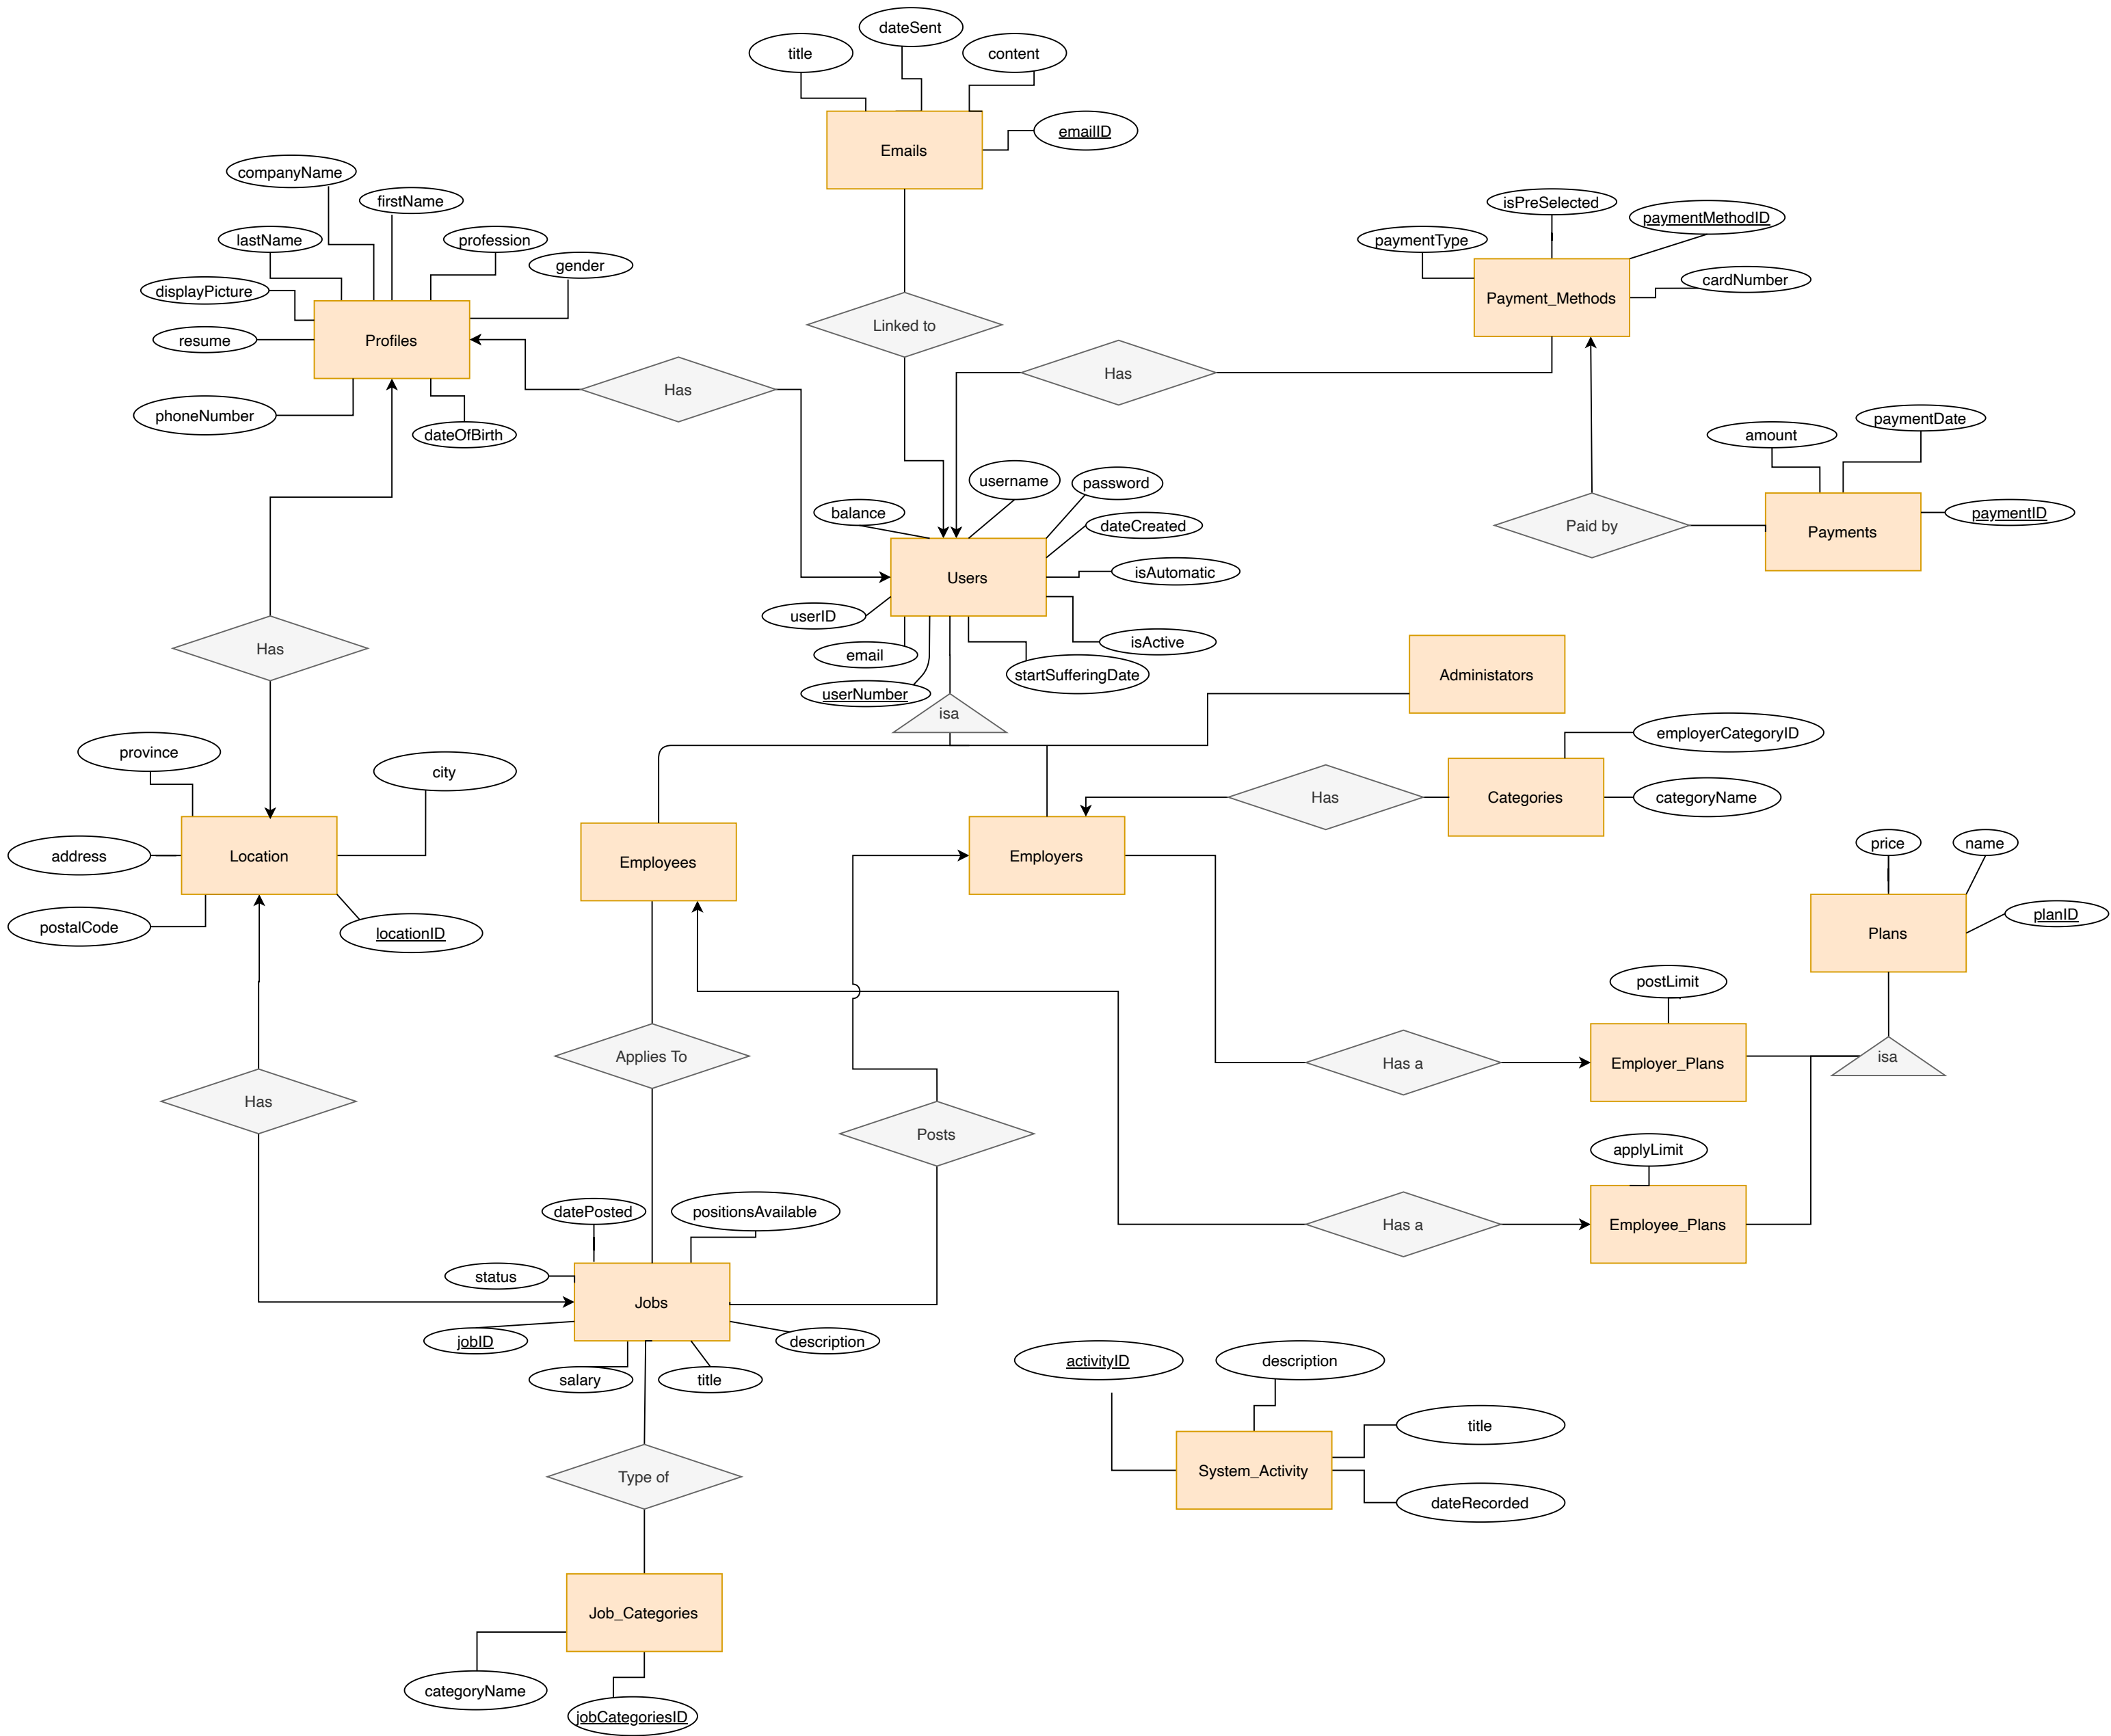 dateSent
title
content
emailID
Emails
companyName
firstName
lastName
profession
gender
displayPicture
resume
Profiles
phoneNumber
dateOfBirth
Linked to
Has
Has
isPreSelected
paymentMethodID
paymentType
cardNumber
Payment_Methods
amount
paymentDate
paymentID
Payments
Paid by
username
password
balance
dateCreated
Users
isAutomatic
userID
email
isActive
startSufferingDate
userNumber
isa
Has
Administators
employerCategoryID
Categories
categoryName
Has
province
city
address
Location
postalCode
locationID
Employees
Employers
price
name
planID
Plans
postLimit
Employer_Plans
isa
Has a
applyLimit
Employee_Plans
Has a
Applies To
Posts
Has
datePosted
positionsAvailable
status
Jobs
jobID
description
salary
title
activityID
description
title
System_Activity
dateRecorded
Type of
Job_Categories
categoryName
jobCategoriesID